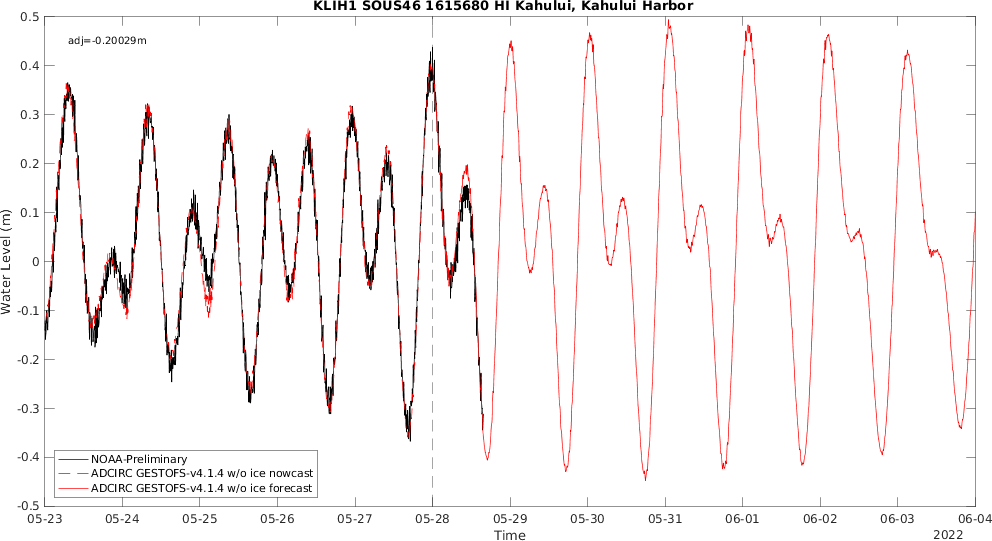 KLIH1 SOUS46 1615680 HI Kahului, Kahului Harbor
adj=-0.20029m
0.5
0.4
0.3
0.2
0.1
0
-0.1
-0.2
-0.3
-0.4
-0.5
Water Level (m)
NOAA-Preliminary
ADCIRC GESTOFS-v4.1.4 w/o ice nowcast
ADCIRC GESTOFS-v4.1.4 w/o ice forecast
05-23 05-24 05-25 05-26 05-27 05-28 05-29 05-30 05-31 06-01 06-02 06-03 06-04
Time
2022